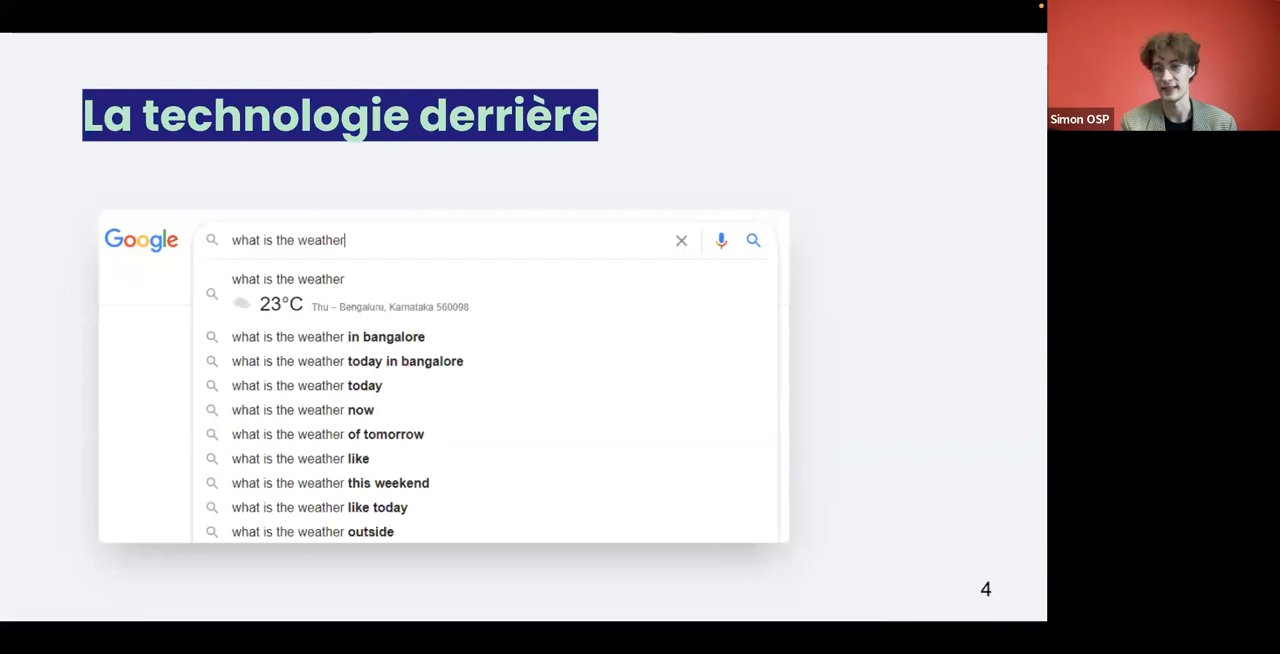 La technologie derrière
Simon OSP
Google
what is the weather
what is the weather
23°C Thu – Bengaluru, Karnataka 560098
what is the weather in bangalore
what is the weather today in bangalore
what is the weather today
what is the weather now
what is the weather of tomorrow
what is the weather like
what is the weather this weekend
what is the weather like today
what is the weather outside
4